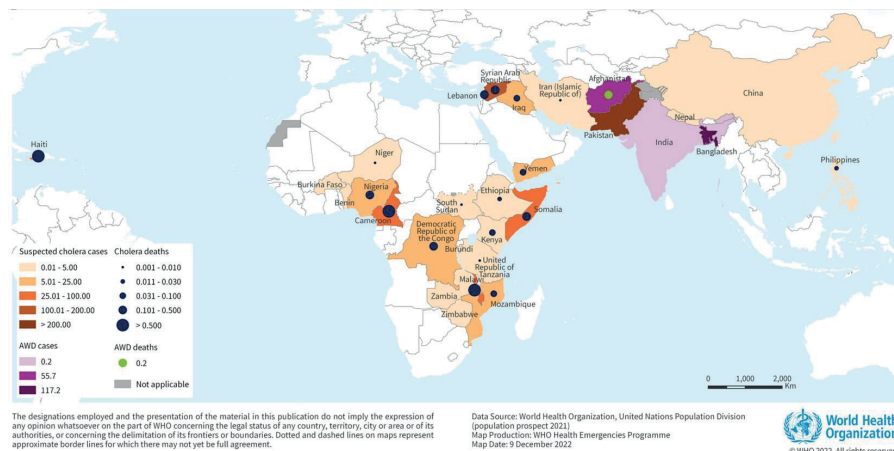 Haiti
Syrian Arab
Republic
Lebanon
Iraq
Iran (Islamic
Republic of)
Afghanistan
Pakistan
Nepal
China
India
Bangladesh
Philippines
Yemen
Niger
Burkina Faso
Nigeria
Benin
Cameroon
South
Sudan
Ethiopia
Somalia
Democratic
Republic of
the Congo
Burundi
Kenya
United
Republic of
Tanzania
Malawi
Zambia
Mozambique
Zimbabwe
Suspected cholera cases
0.01 - 5.00
5.01 - 25.00
25.01 - 100.00
100.01 - 200.00
> 200.00
AWD cases
0.2
55.7
117.2
Cholera deaths
0.001 - 0.010
0.011 - 0.030
0.031 - 0.100
0.101 - 0.500
> 0.500
AWD deaths
0.2
Not applicable
0 1,000 2,000
Km
The designations employed and the presentation of the material in this publication do not imply the expression of
any opinion whatsoever on the part of WHO concerning the legal status of any country, territory, city or area or of its
authorities, or concerning the delimitation of its frontiers or boundaries. Dotted and dashed lines on maps represent
approximate border lines for which there may not yet be full agreement.
Data Source: World Health Organization, United Nations Population Division
(population prospect 2021)
Map Production: WHO Health Emergencies Programme
Map Date: 9 December 2022
World Health
Organization
© WHO 2022. All rights reserved